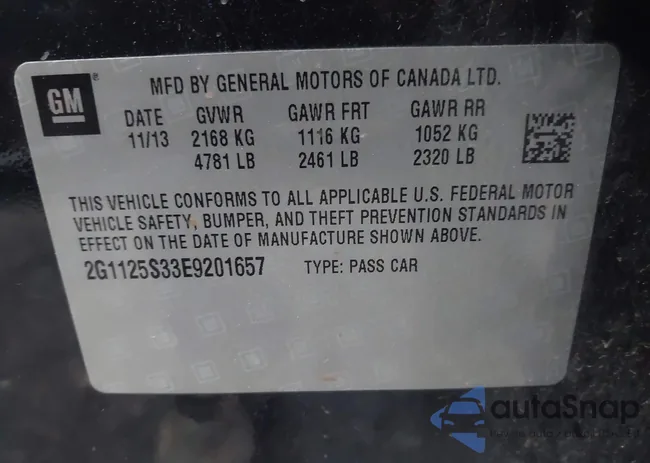 GM
MFD BY GENERAL MOTORS OF CANADA LTD.
DATE GVWR GAWR FRT GAWR RR
11/13 2168 KG 1116 KG 1052 KG
4781 LB 2461 LB 2320 LB
THIS VEHICLE CONFORMS TO ALL APPLICABLE U.S. FEDERAL MOTOR
VEHICLE SAFETY, BUMPER, AND THEFT PREVENTION STANDARDS IN
EFFECT ON THE DATE OF MANUFACTURE SHOWN ABOVE.
2G1125S33E9201657 TYPE: PASS CAR
autoSnap